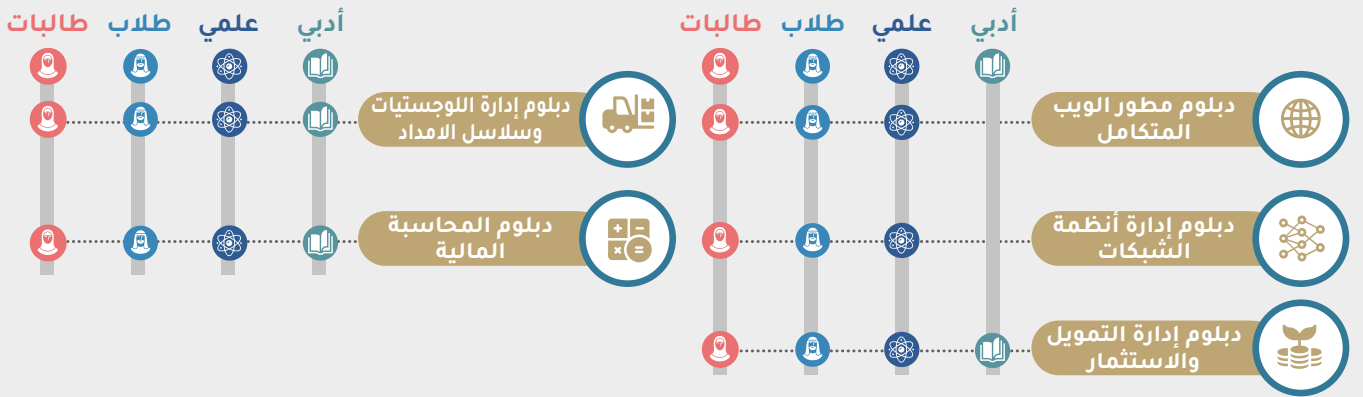 أدبي علمي طلاب طالبات
دبلوم مطور الويب
المتكامل
دبلوم إدارة أنظمة
الشبكات
دبلوم إدارة التمويل
والاستثمار
أدبي علمي طلاب طالبات
دبلوم إدارة اللوجستيات
وسلاسل الامداد
دبلوم المحاسبة
المالية